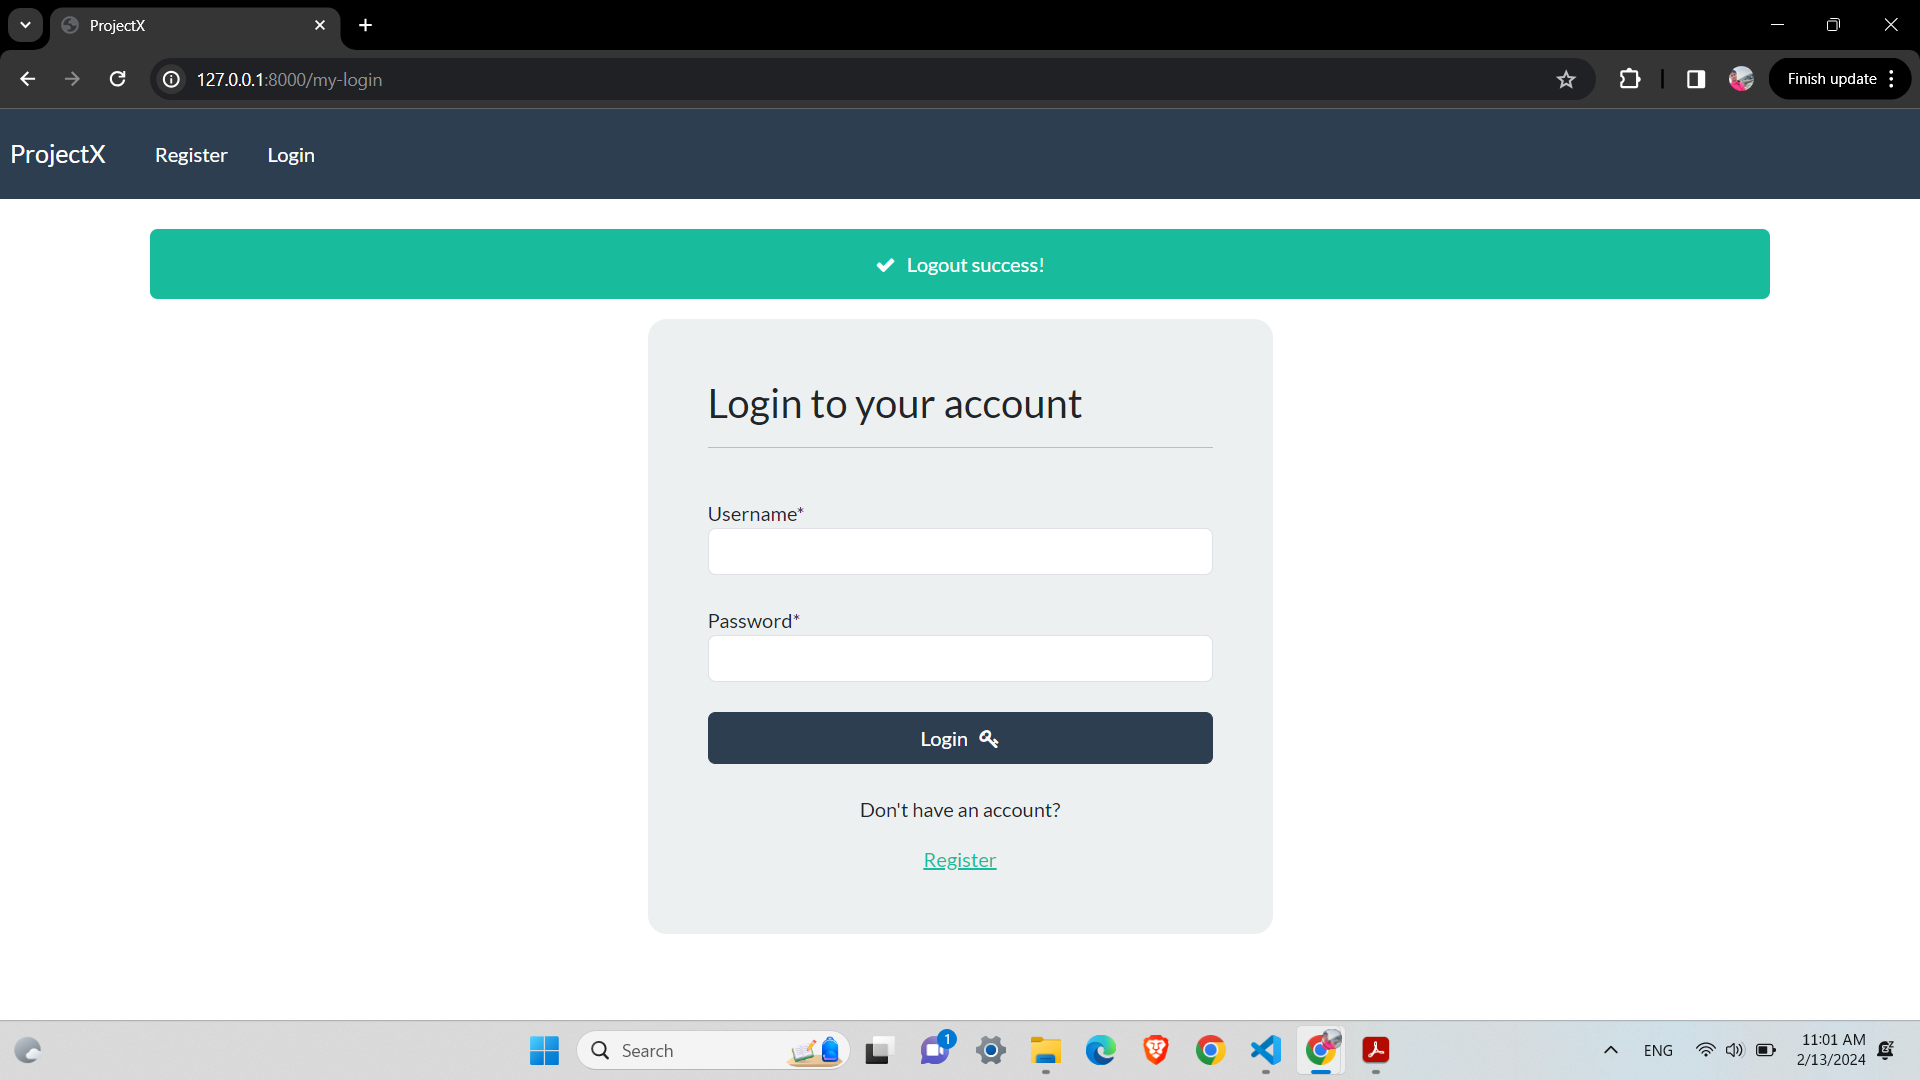 ProjectX
127.0.0.1:8000/my-login
Finish update
ProjectX Register Login
Logout success!
Login to your account
Username*
Password*
Login
Don't have an account?
Register
Search
1
ENG
11:01 AM
2/13/2024